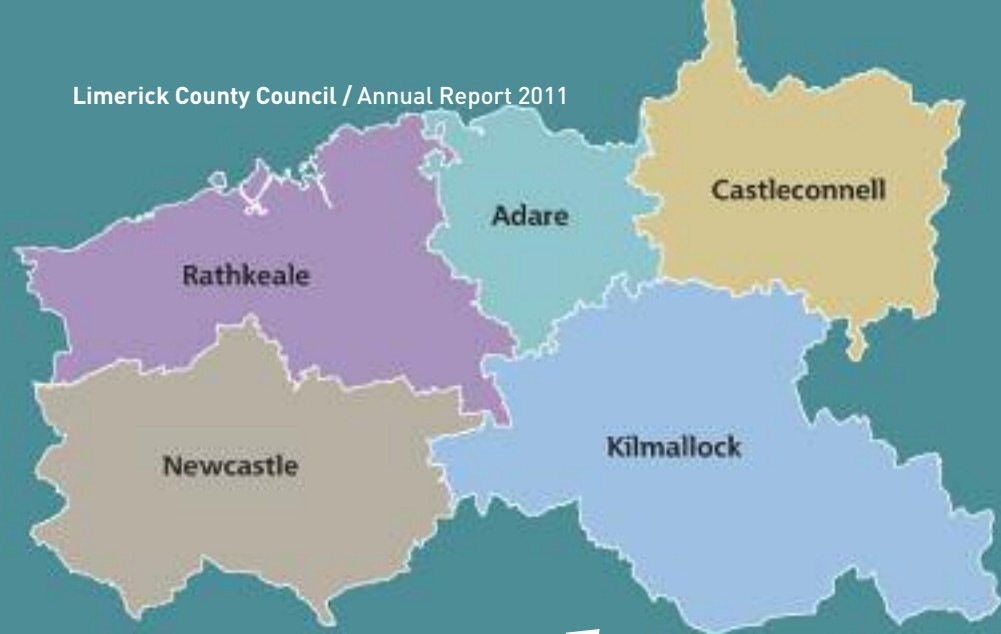 Limerick County Council / Annual Report 2011
Castleconnell
Adare
Rathkeale
Kilmallock
Newcastle